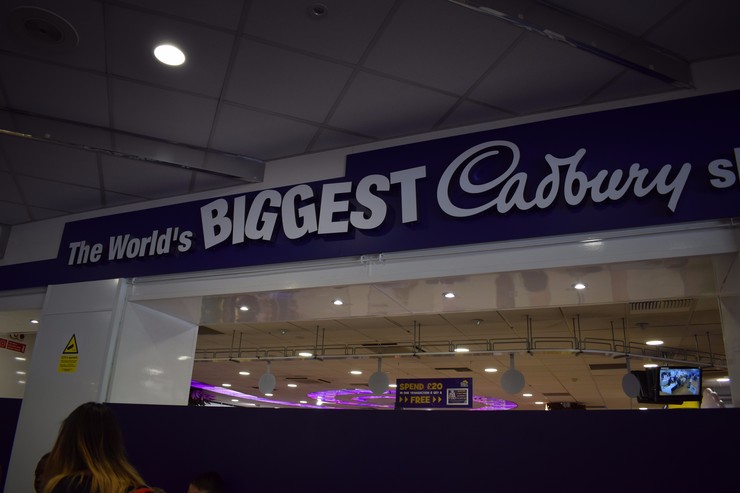 The World's BIGGEST Cadbury s
SPEND £20
FREE